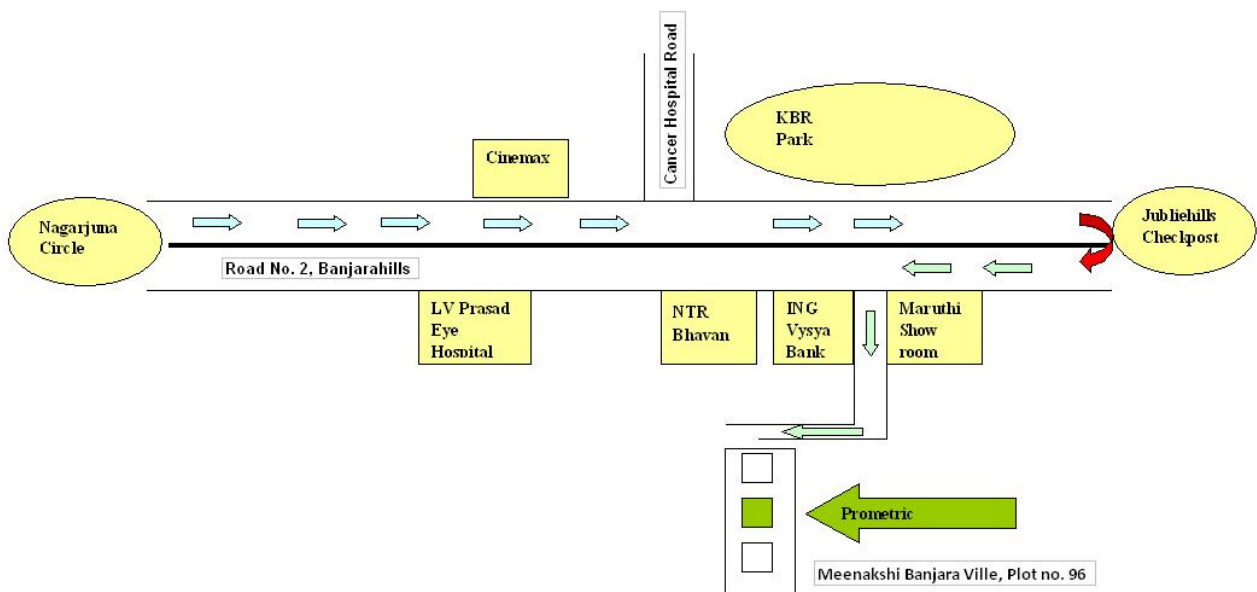 Cancer Hospital Road
KBR
Park
Cinemax
Nagarjuna
Circle
Jubliehills
Checkpost
Road No. 2, Banjarahills
LV Prasad
Eye
Hospital
NTR
Bhavan
ING
Vysya
Bank
Maruthi
Show
room
Prometric
Meenakshi Banjara Ville, Plot no. 96